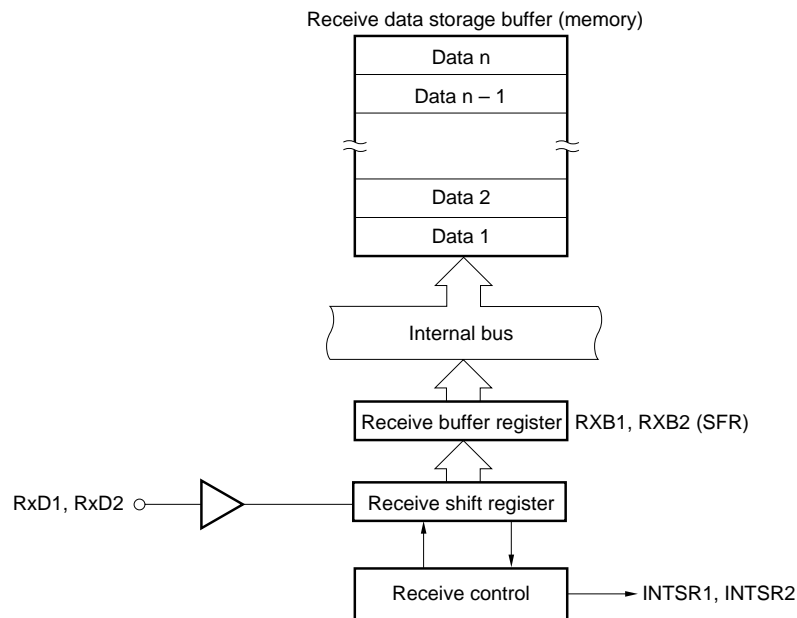 Receive data storage buffer (memory)
Data n
Data n – 1
Data 2
Data 1
Internal bus
Receive buffer register RXB1, RXB2 (SFR)
RxD1, RxD2 Receive shift register
Receive control INTSR1, INTSR2